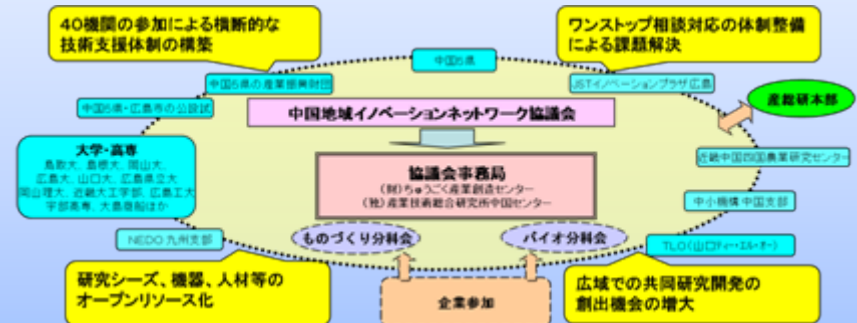 40機関の参加による横断的な
技術支援体制の構築
ワンストップ相談対応の体制整備
による課題解決
中国5県
中国5県の産業振興財団
JSTイノベーションプラザ広島
中国5県・広島市の公設試
中国地域イノベーションネットワーク協議会
産総研本部
大学・高専
鳥取大、島根大、岡山大、
広島大、山口大、広島県立大
岡山理大、近畿大工学部、広島工大
宇部高専、大島商船ほか
協議会事務局
(財)ちゅうごく産業創造センター
(独)産業技術総合研究所中国センター
近畿中国四国農業研究センター
中小機構 中国支部
NEDO 九州支部
ものづくり分科会
バイオ分科会
TLO(山口ティー・エル・オー)
研究シーズ、機器、人材等の
オープンリソース化
企業参加
広域での共同研究開発の
創出機会の増大